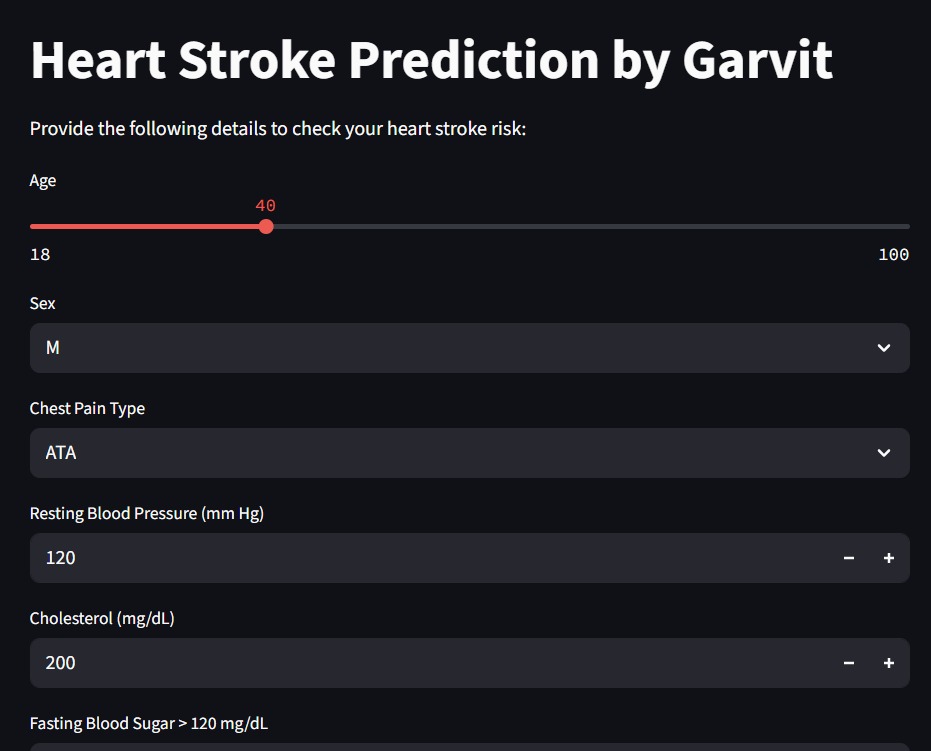 Heart Stroke Prediction by Garvit
Provide the following details to check your heart stroke risk:
Age
40
18 100
Sex
M
Chest Pain Type
ATA
Resting Blood Pressure (mm Hg)
120
Cholesterol (mg/dL)
200
Fasting Blood Sugar > 120 mg/dL